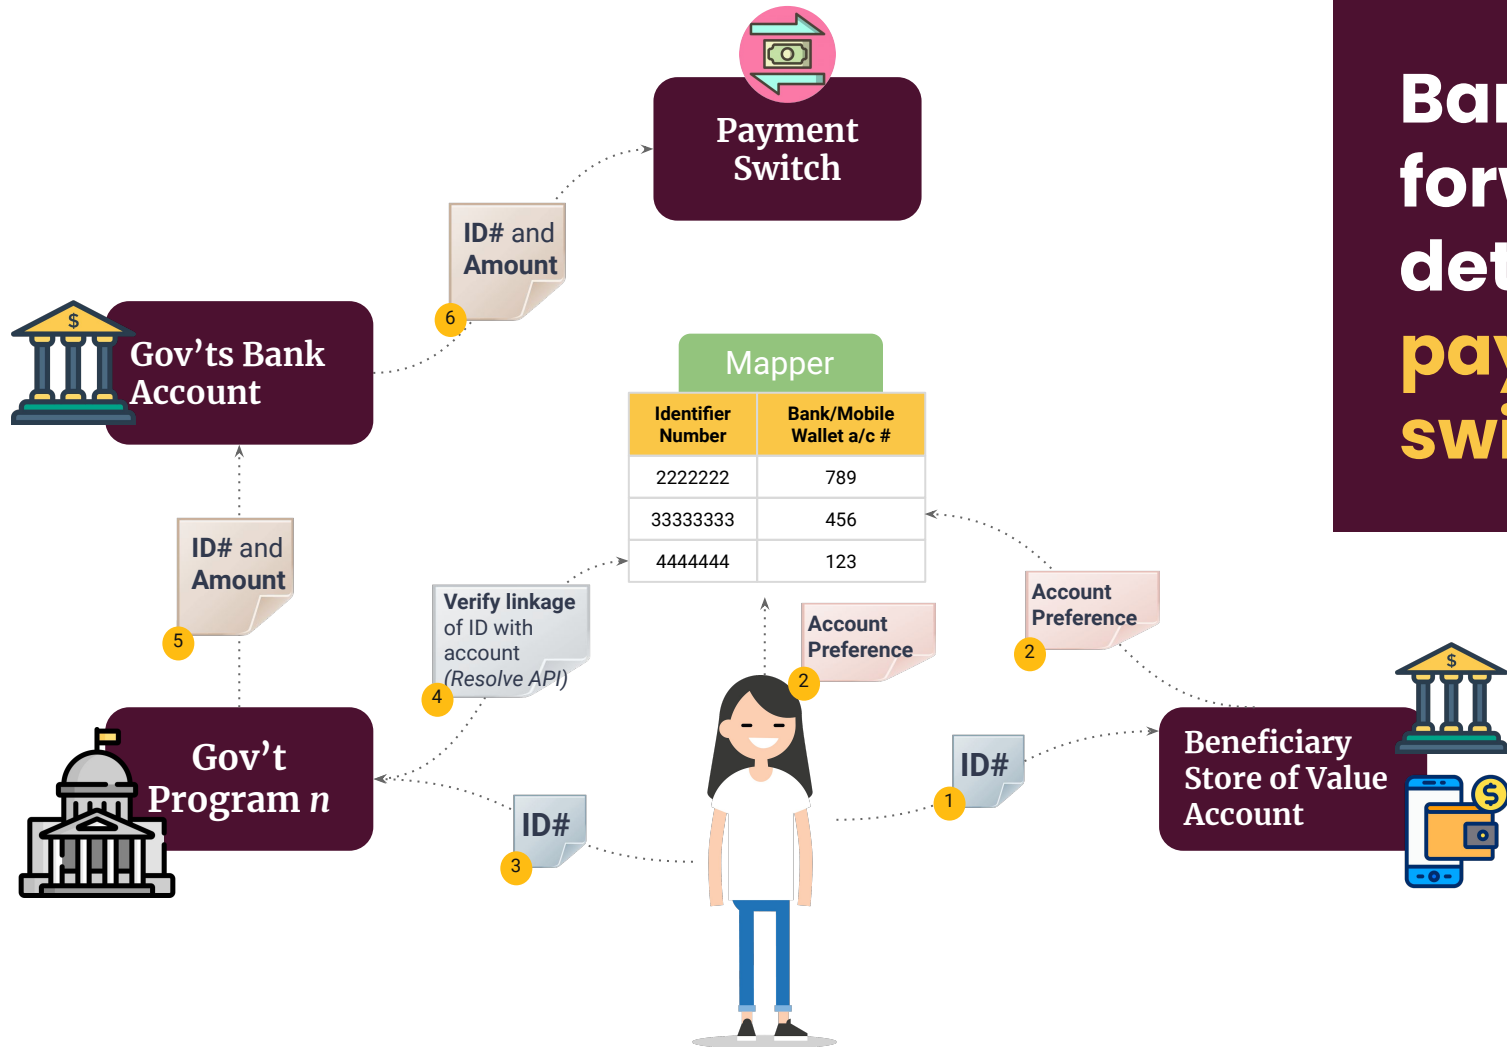 Payment
Switch
ID# and
Amount
6
$
Gov'ts Bank
Account
Mapper
Identifier
Number
Bank/Mobile
Wallet a/c #
2222222
789
33333333
456
4444444
123
ID# and
Amount
5
Verify linkage
of ID with
account
(Resolve API)
4
Account
Preference
2
Account
Preference
2
Gov't
Program n
ID#
3
ID#
1
Beneficiary
Store of Value
Account
$
$